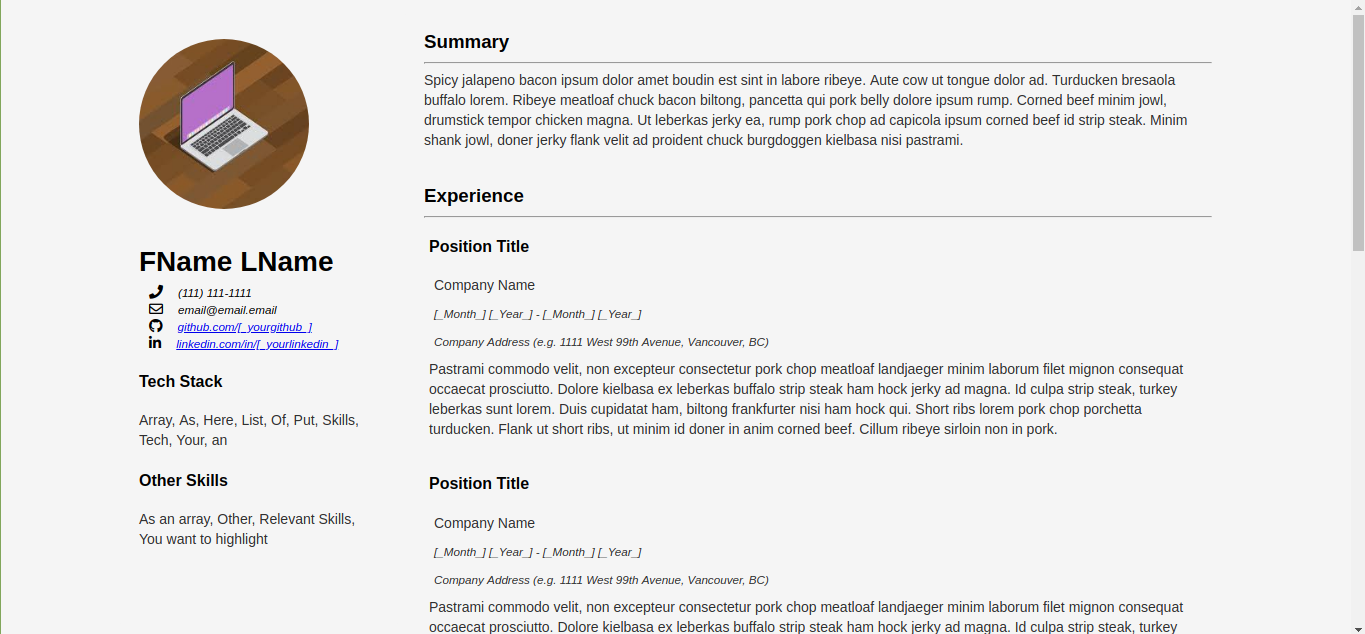 FName LName
(111) 111-1111
email@email.email
github.com/[_yourgithub_]
linkedin.com/in/[_yourlinkedin_]
Tech Stack
Array, As, Here, List, Of, Put, Skills,
Tech, Your, an
Other Skills
As an array, Other, Relevant Skills,
You want to highlight
Summary
Spicy jalapeno bacon ipsum dolor amet boudin est sint in labore ribeye. Aute cow ut tongue dolor ad. Turducken bresaola
buffalo lorem. Ribeye meatloaf chuck bacon biltong, pancetta qui pork belly dolore ipsum rump. Corned beef minim jowl,
drumstick tempor chicken magna. Ut leberkas jerky ea, rump pork chop ad capicola ipsum corned beef id strip steak. Minim
shank jowl, doner jerky flank velit ad proident chuck burgdoggen kielbasa nisi pastrami.
Experience
Position Title
Company Name
[_Month_] [_Year_] - [_Month_] [_Year_]
Company Address (e.g. 1111 West 99th Avenue, Vancouver, BC)
Pastrami commodo velit, non excepteur consectetur pork chop meatloaf landjaeger minim laborum filet mignon consequat
occaecat prosciutto. Dolore kielbasa ex leberkas buffalo strip steak ham hock jerky ad magna. Id culpa strip steak, turkey
leberkas sunt lorem. Duis cupidatat ham, biltong frankfurter nisi ham hock qui. Short ribs lorem pork chop porchetta
turducken. Flank ut short ribs, ut minim id doner in anim corned beef. Cillum ribeye sirloin non in pork.
Position Title
Company Name
[_Month_] [_Year_] - [_Month_] [_Year_]
Company Address (e.g. 1111 West 99th Avenue, Vancouver, BC)
Pastrami commodo velit, non excepteur consectetur pork chop meatloaf landjaeger minim laborum filet mignon consequat
occaecat prosciutto. Dolore kielbasa ex leberkas buffalo strip steak ham hock jerky ad magna. Id culpa strip steak, turkey